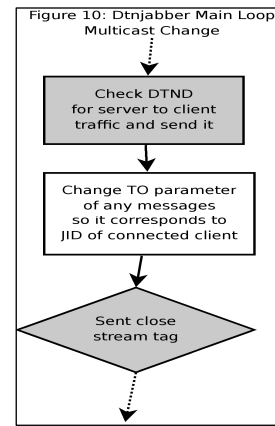 Figure 10: Dtnjabber Main Loop
Multicast Change
Check DTND
for server to client
traffic and send it
Change TO parameter
of any messages
so it corresponds to
JID of connected client
Sent close
stream tag